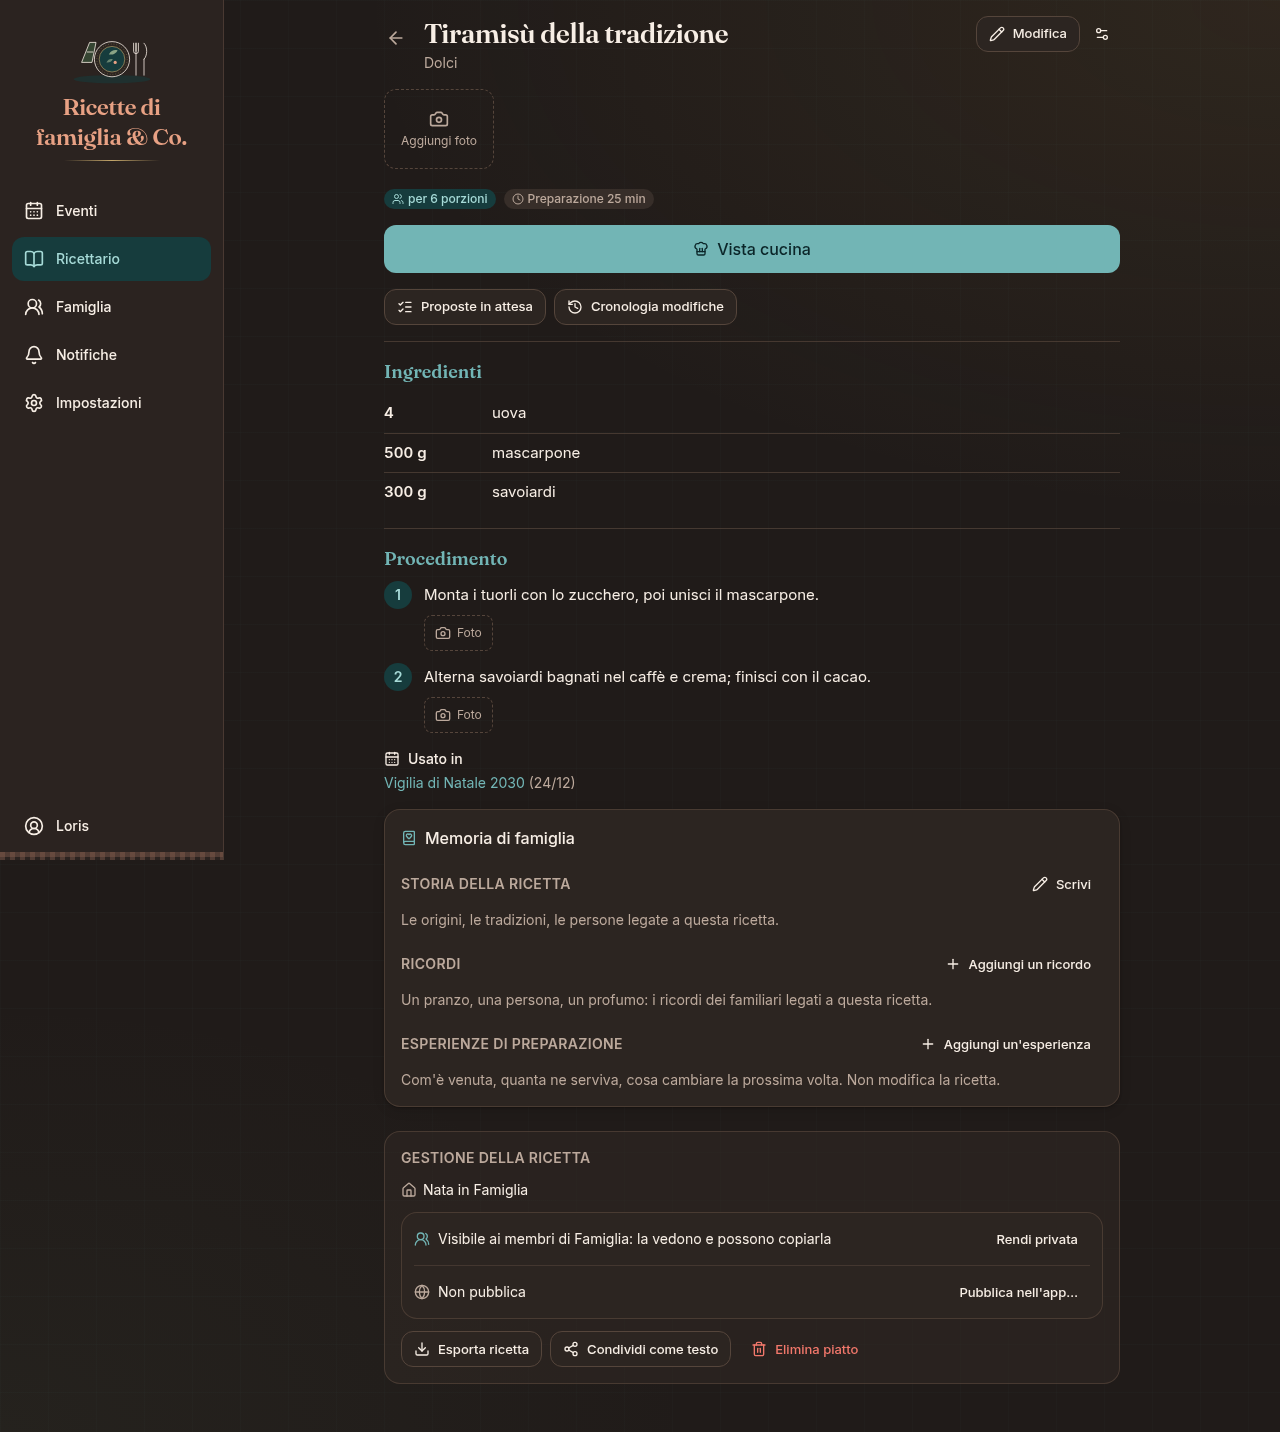 Ricette di
famiglia & Co.
Eventi
Ricettario
Famiglia
Notifiche
Impostazioni
Loris
Tiramisù della tradizione
Dolci
Modifica
Aggiungi foto
per 6 porzioni
Preparazione 25 min
Vista cucina
Proposte in attesa
Cronologia modifiche
Ingredienti
4 uova
500 g mascarpone
300 g savoiardi
Procedimento
1 Monta i tuorli con lo zucchero, poi unisci il mascarpone.
Foto
2 Alterna savoiardi bagnati nel caffè e crema; finisci con il cacao.
Foto
Usato in
Vigilia di Natale 2030 (24/12)
Memoria di famiglia
STORIA DELLA RICETTA
Scrivi
Le origini, le tradizioni, le persone legate a questa ricetta.
RICORDI
Aggiungi un ricordo
Un pranzo, una persona, un profumo: i ricordi dei familiari legati a questa ricetta.
ESPERIENZE DI PREPARAZIONE
Aggiungi un'esperienza
Com'è venuta, quanta ne serviva, cosa cambiare la prossima volta. Non modifica la ricetta.
GESTIONE DELLA RICETTA
Nata in Famiglia
Visibile ai membri di Famiglia: la vedono e possono copiarla
Rendi privata
Non pubblica
Pubblica nell'app...
Esporta ricetta
Condividi come testo
Elimina piatto